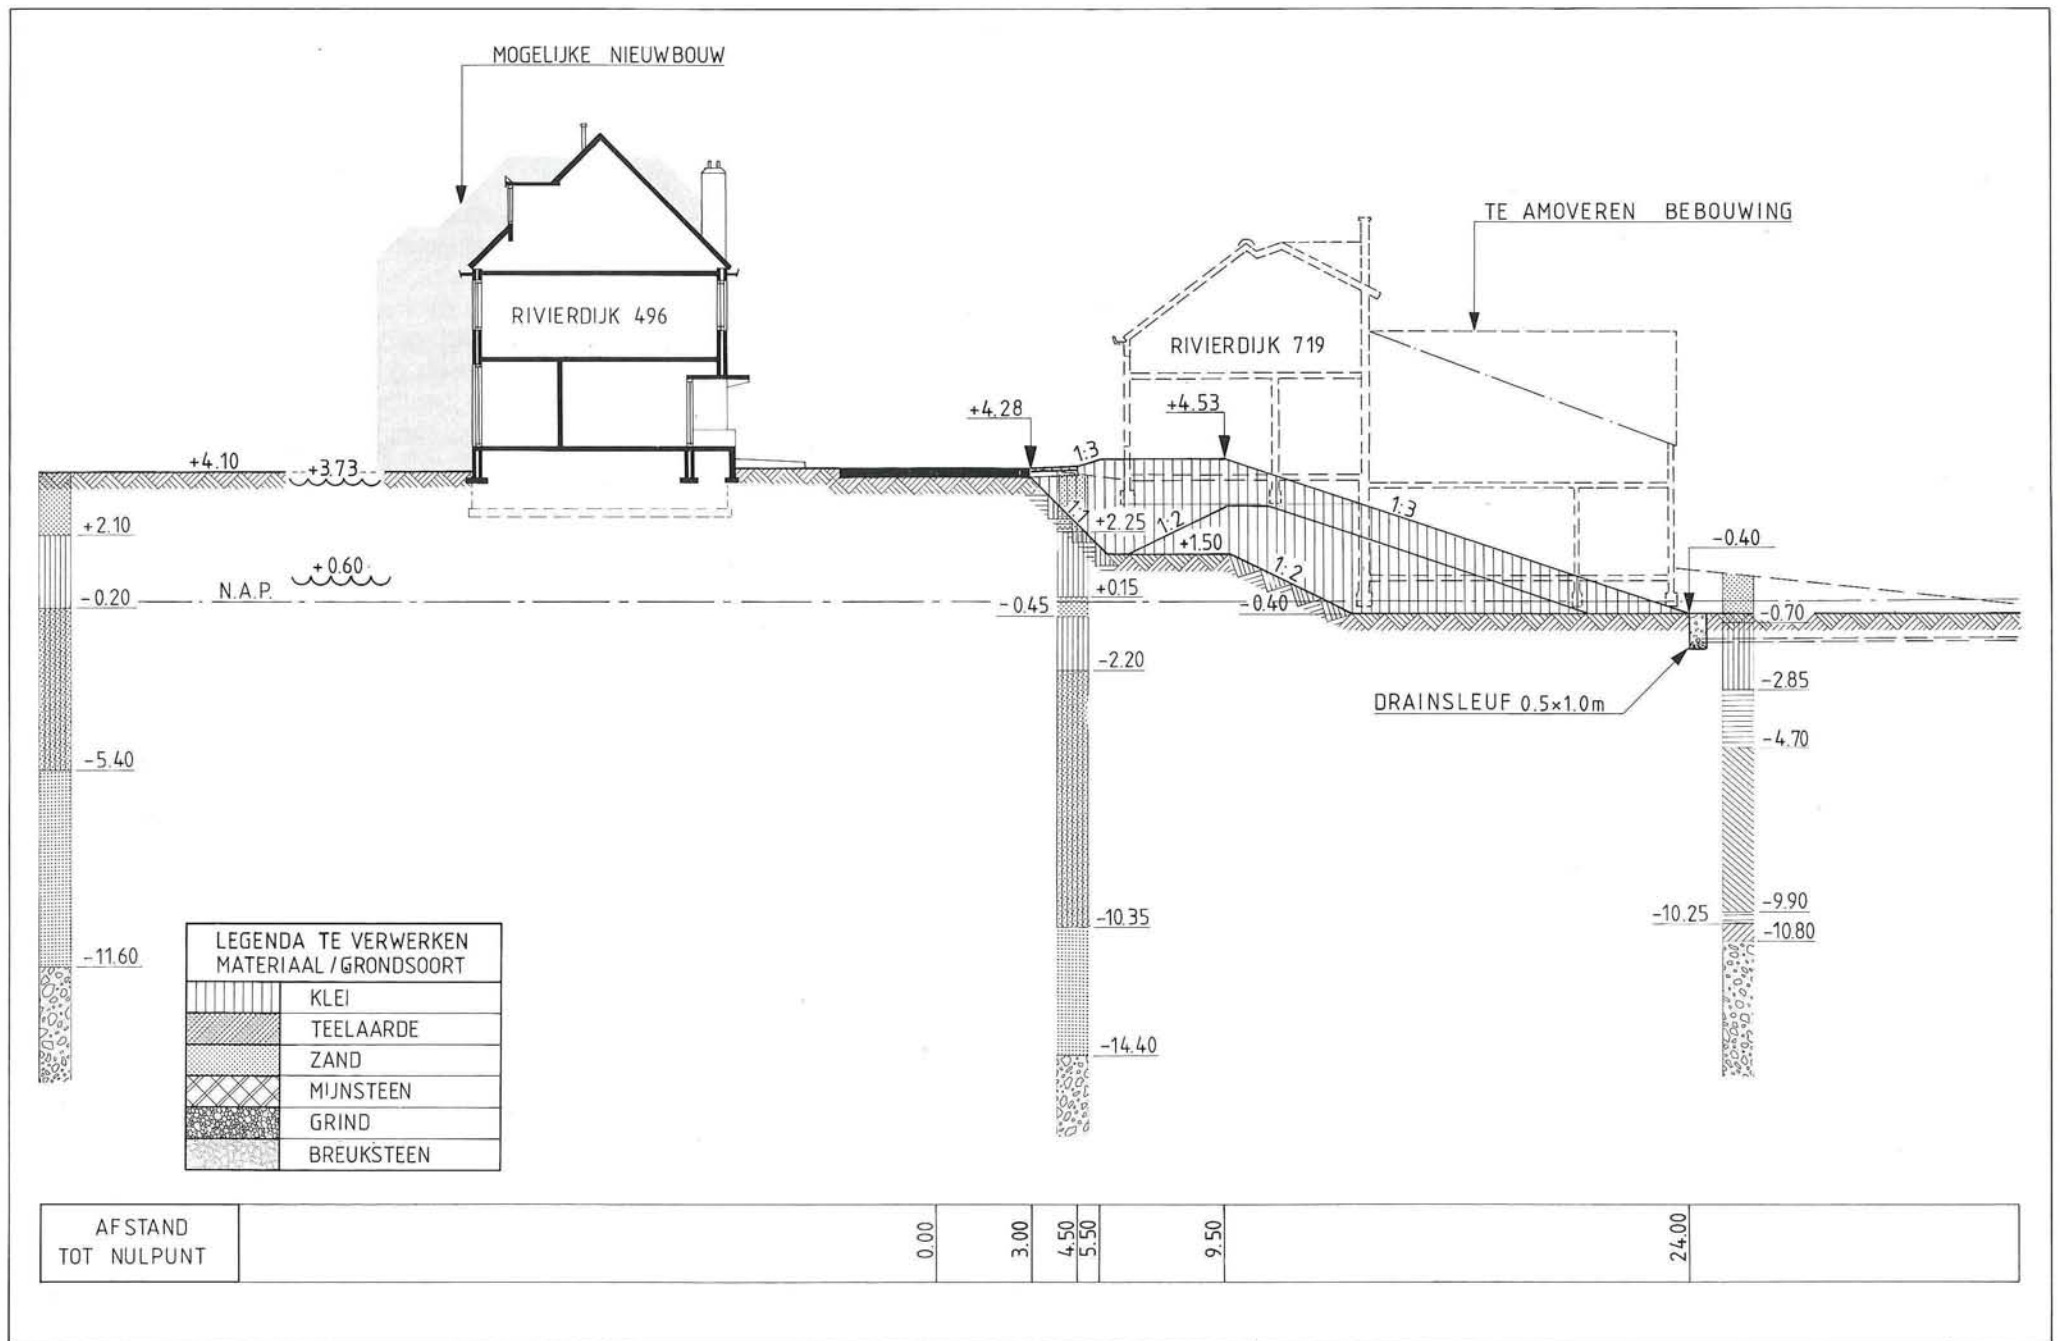 MOGELIJKE NIEUWBOUW
TE AMOVEREN BEBOUWING
RIVIERDIJK 496
RIVIERDIJK 719
+4.28
+4.53
1:3
+4.10
+3.73
1:3
+2.10
1:1
+2.25
1:2
+1.50
+0.60
1:2
-0.40
N.A.P.
-0.20
+0.15
-0.45
-0.40
-0.70
-2.20
-2.85
DRAINSLEUF 0.5×1.0m
-4.70
-5.40
-9.90
-10.25
-10.35
-10.80
-11.60
-14.40
LEGENDA TE VERWERKEN
MATERIAAL/GRONDSOORT
KLEI
TEELAARDE
ZAND
MIJNSTEEN
GRIND
BREUKSTEEN
AFSTAND
TOT NULPUNT
0.00
3.00
4.50
5.50
9.50
24.00